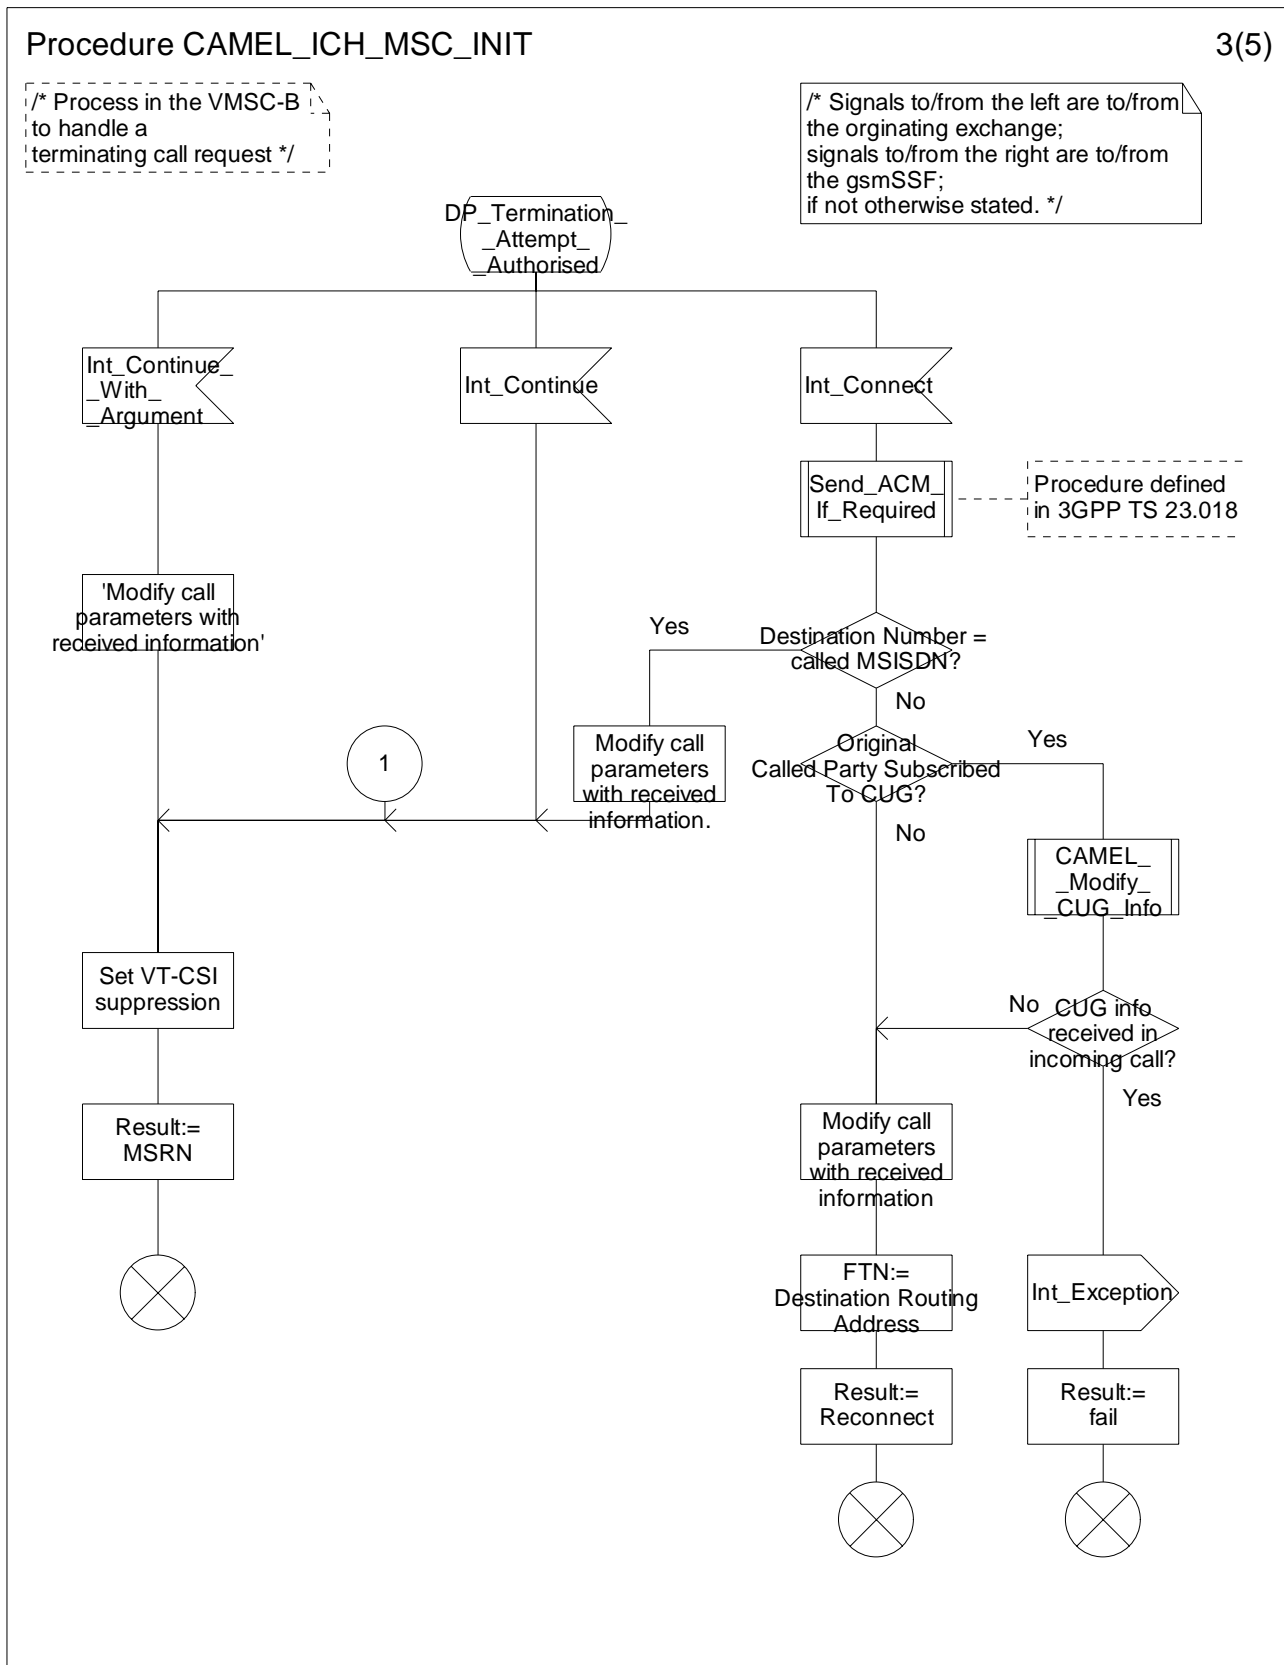 Procedure CAMEL_ICH_MSC_INIT
3(5)
/* Process in the VMSC-B
to handle a
terminating call request */
/* Signals to/from the left are to/from
the orginating exchange;
signals to/from the right are to/from
the gsmSSF;
if not otherwise stated. */
DP_Termination_
_Attempt_
_Authorised
Int_Continue_
_With_
_Argument
Int_Continue
Int_Connect
Send_ACM_
If_Required
Procedure defined
in 3GPP TS 23.018
'Modify call
parameters with
received information'
Yes
Destination Number =
called MSISDN?
No
1
Modify call
parameters
with received
information.
Original
Called Party Subscribed
To CUG?
Yes
No
CAMEL_
_Modify_
_CUG_Info
Set VT-CSI
suppression
No
CUG info
received in
incoming call?
Yes
Result:=
MSRN
Modify call
parameters
with received
information
FTN:=
Destination Routing
Address
Int_Exception
Result:=
Reconnect
Result:=
fail